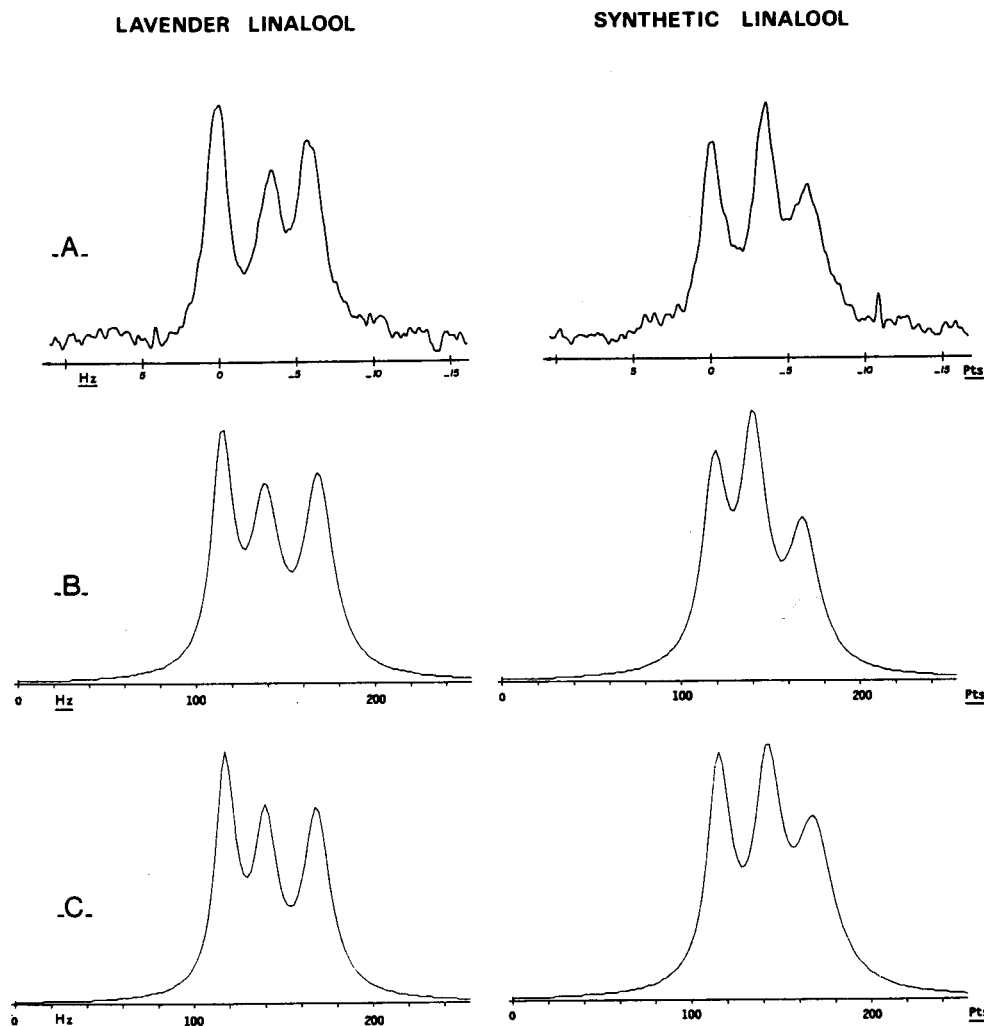 LAVENDER LINALOOL
SYNTHETIC LINALOOL
-A-
Hz 5 0 -5 -10 -15
5 0 -5 -10 -15 Pts
-B-
0 Hz 100 200
0 100 200 Pts
-C-
0 Hz 100 200
0 100 200 Pts